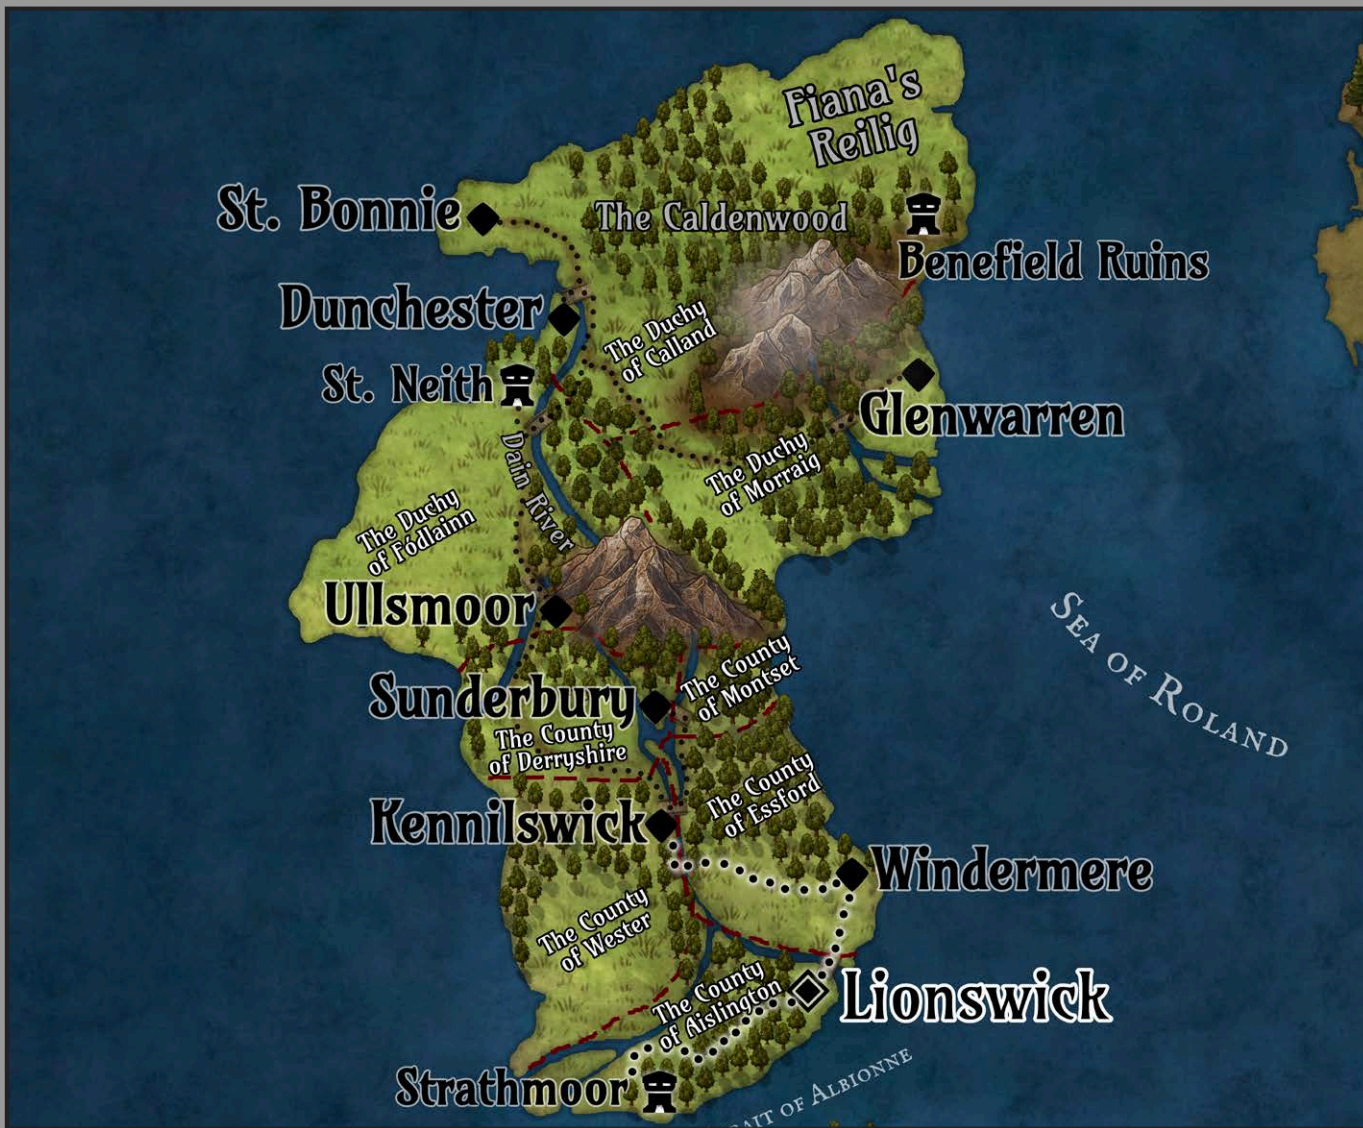 Fiana's
Reilig
St. Bonnie
The Caldenwood
Benefield Ruins
Dunchester
The Duchy
of Calland
St. Neith
Glenwarren
Dain River
The Duchy
of Morraig
The Duchy
of Fódlainn
Ullsmoor
Sea of Roland
The County
of Montset
Sunderbury
The County
of Derryshire
The County
of Essford
Kennilswick
Windermere
The County
of Wester
The County
of Aislington
Lionswick
Strathmoor
ait of Albionne